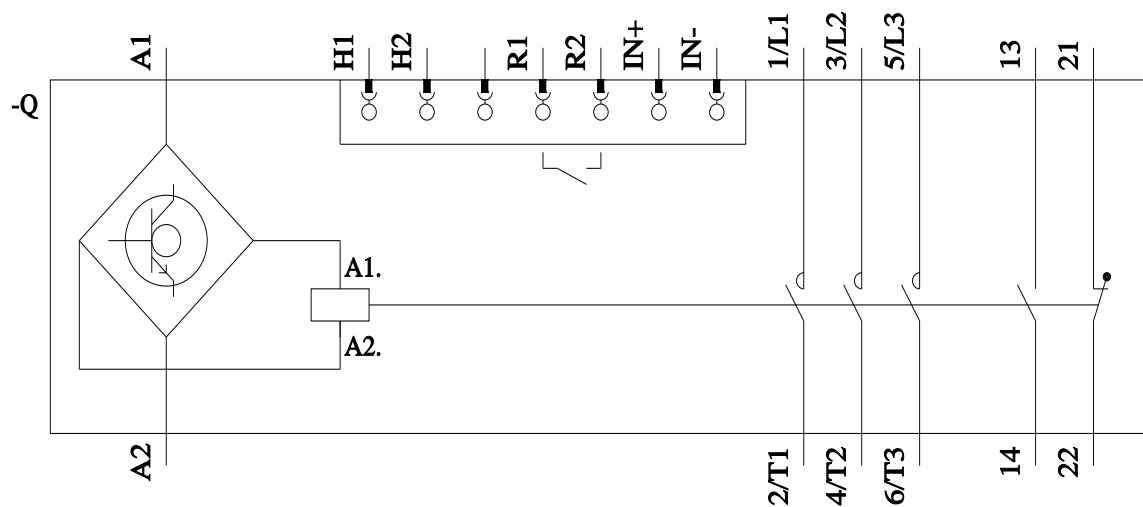 A1
H1
H2
R1
R2
IN+
IN-
1/L1
3/L2
5/L3
13
21
-Q
A1.
A2.
A2
2/T1
4/T2
6/T3
14
22